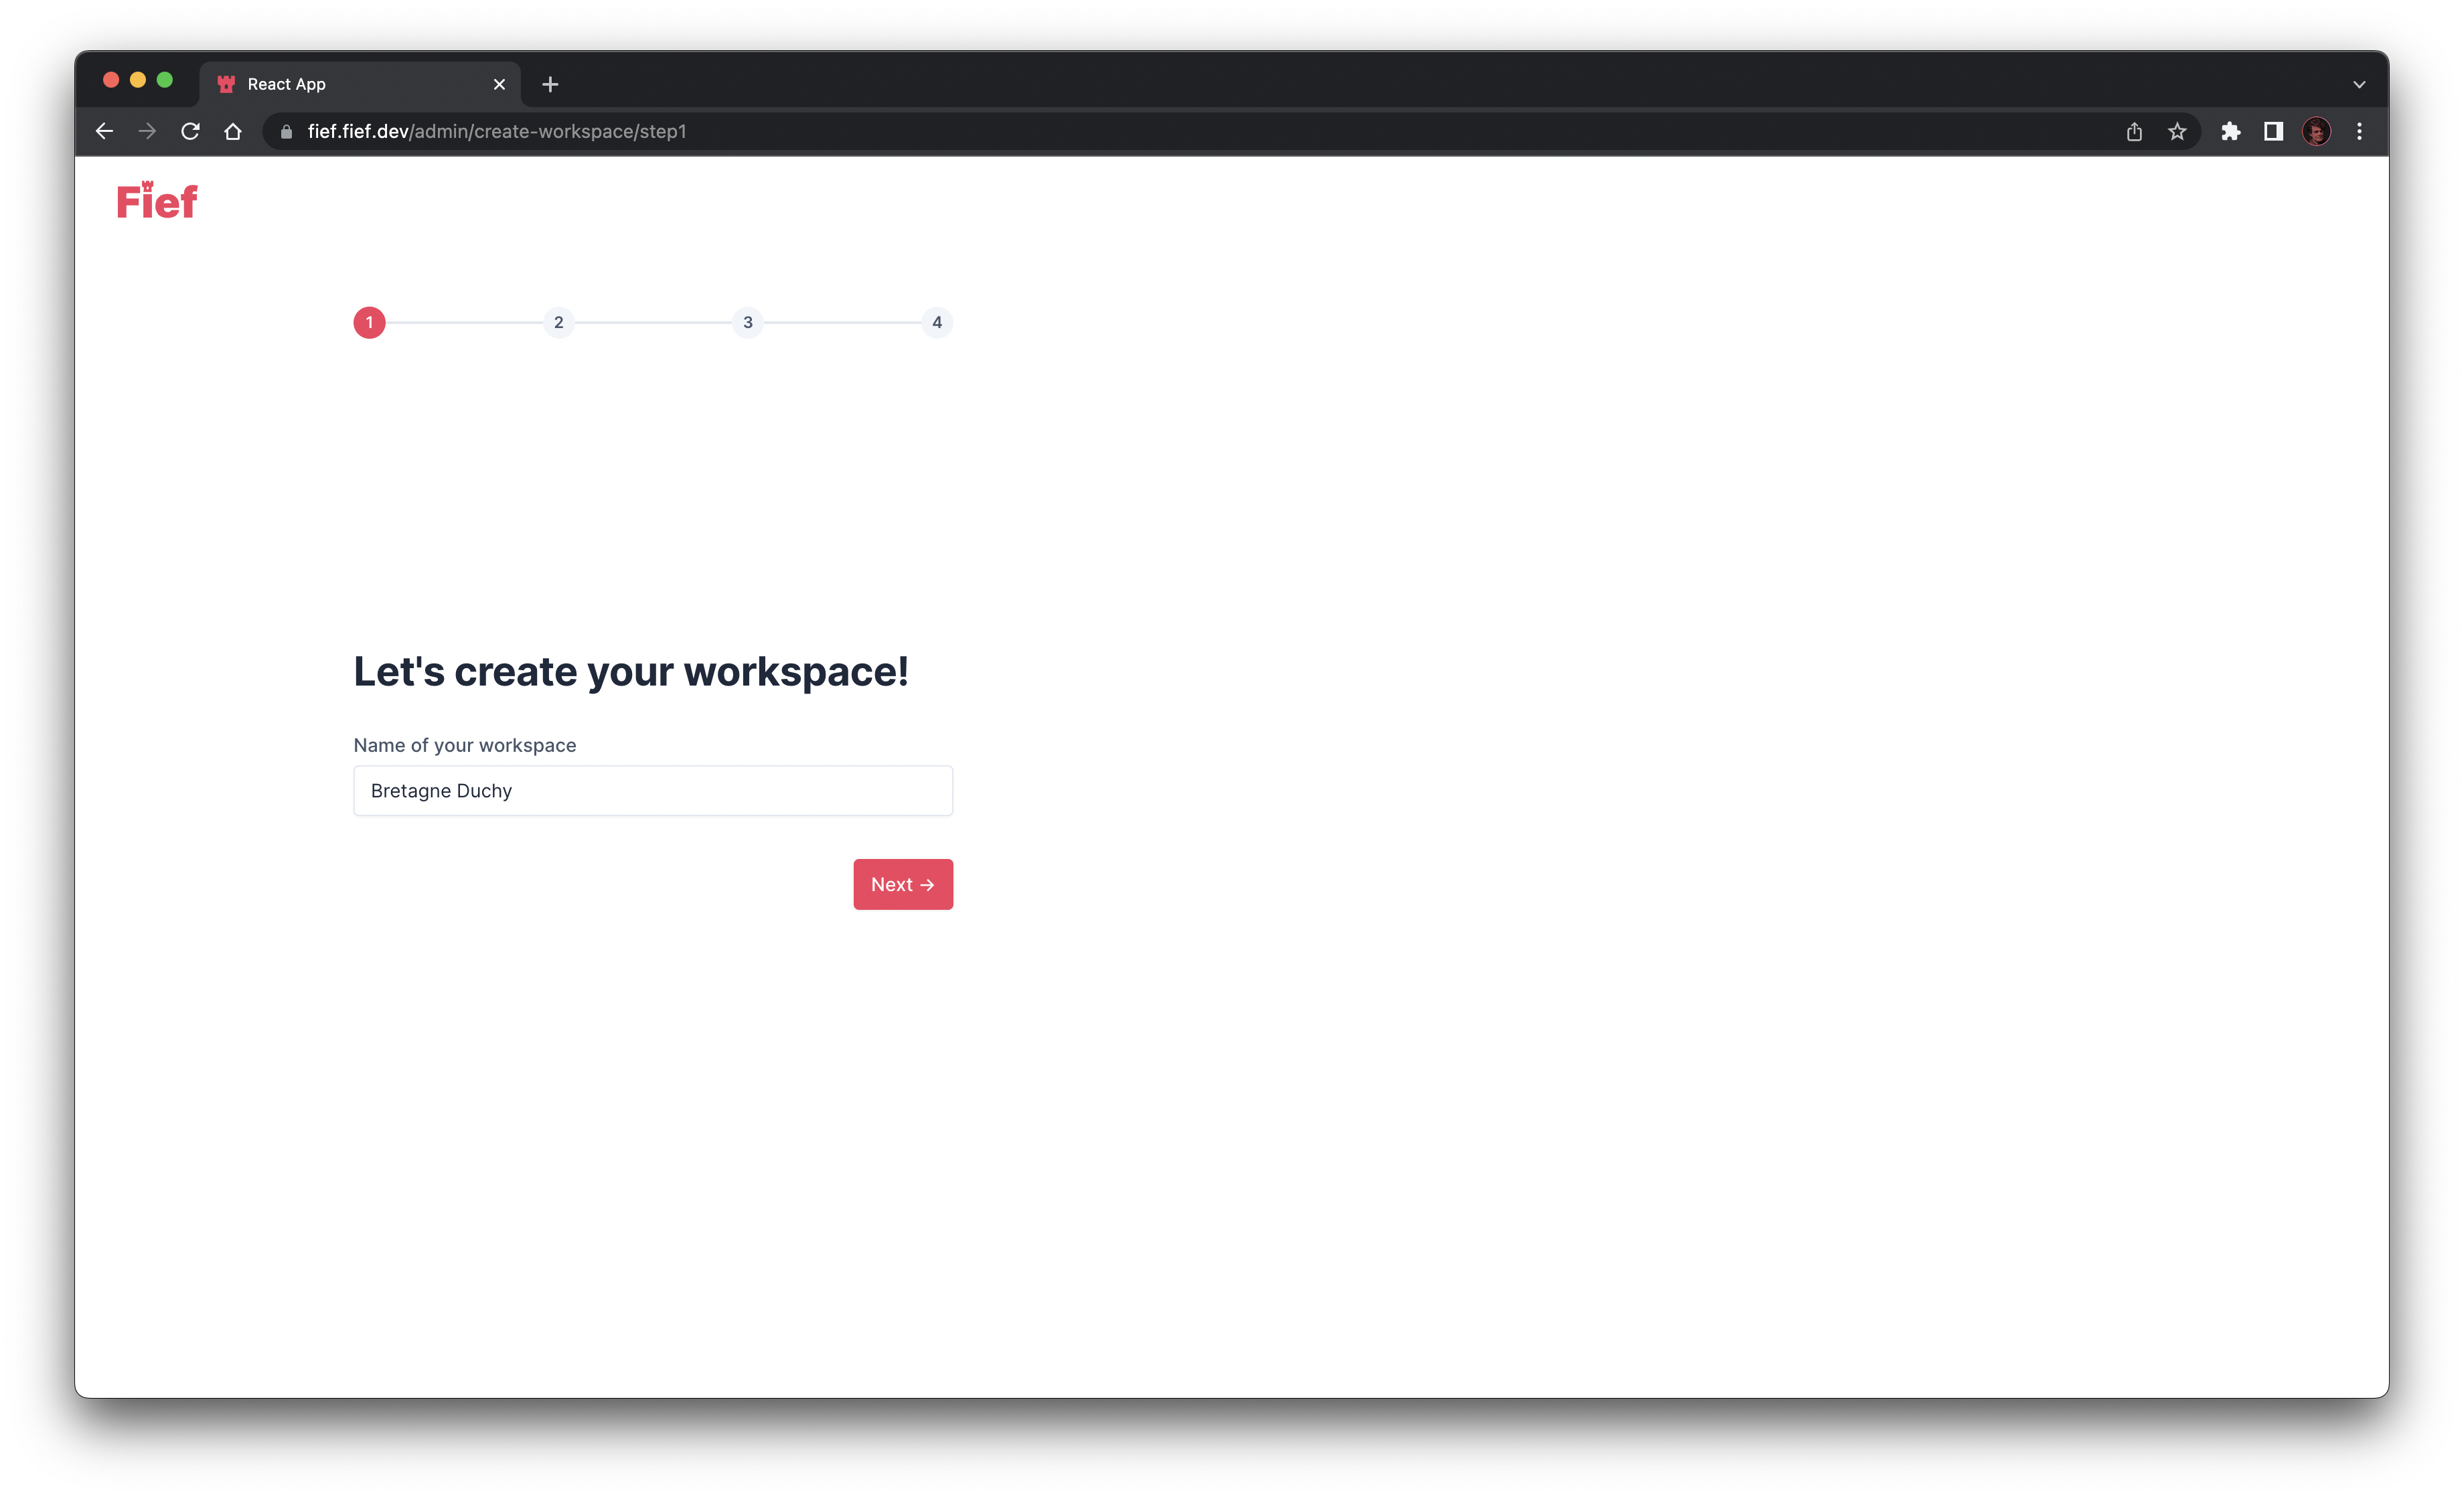 React App
fief.fief.dev/admin/create-workspace/step1
Fief
1 2 3 4
Let's create your workspace!
Name of your workspace
Bretagne Duchy
Next →